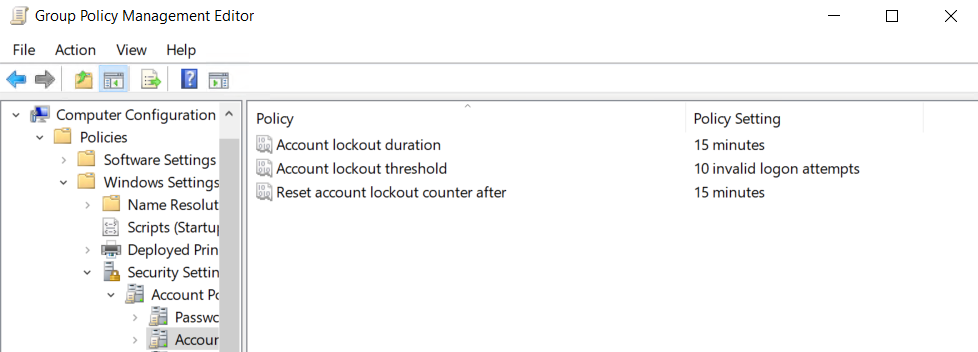 Group Policy Management Editor
File Action View Help
Computer Configuration
Policies
Software Settings
Windows Settings
Name Resolut
Scripts (Startu
Deployed Prin
Security Settin
Account Po
Passwo
Accour
Policy Policy Setting
Account lockout duration 15 minutes
Account lockout threshold 10 invalid logon attempts
Reset account lockout counter after 15 minutes